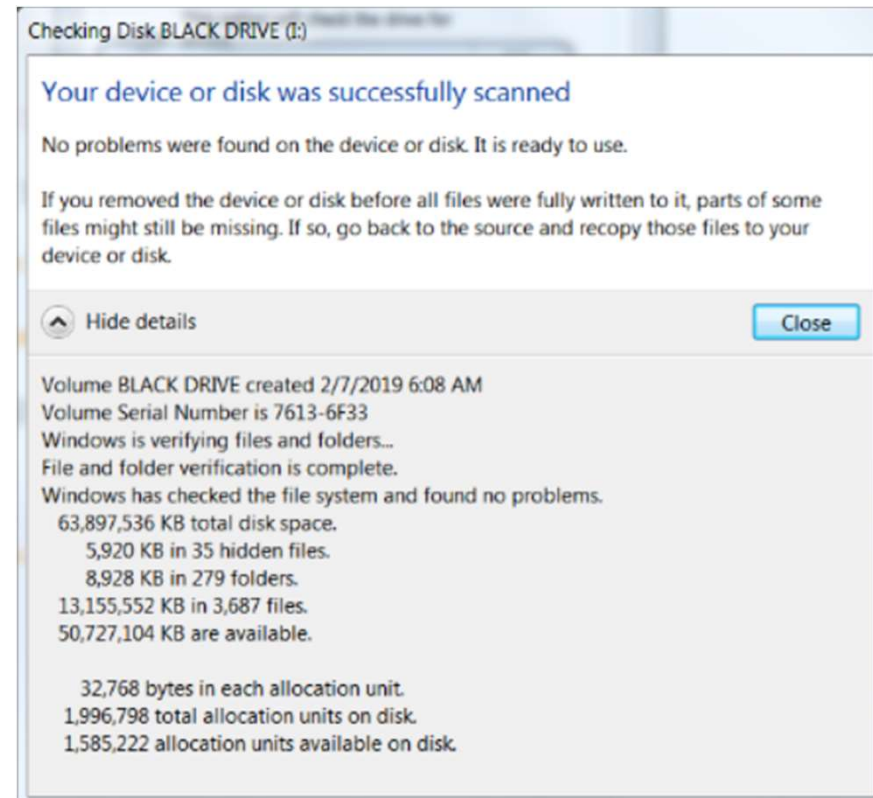 Checking Disk BLACK DRIVE (I:)
Your device or disk was successfully scanned
No problems were found on the device or disk. It is ready to use.
If you removed the device or disk before all files were fully written to it, parts of some
files might still be missing. If so, go back to the source and recopy those files to your
device or disk.
Hide details
Close
Volume BLACK DRIVE created 2/7/2019 6:08 AM
Volume Serial Number is 7613-6F33
Windows is verifying files and folders...
File and folder verification is complete.
Windows has checked the file system and found no problems.
63,897,536 KB total disk space.
5,920 KB in 35 hidden files.
8,928 KB in 279 folders.
13,155,552 KB in 3,687 files.
50,727,104 KB are available.
32,768 bytes in each allocation unit.
1,996,798 total allocation units on disk.
1,585,222 allocation units available on disk.